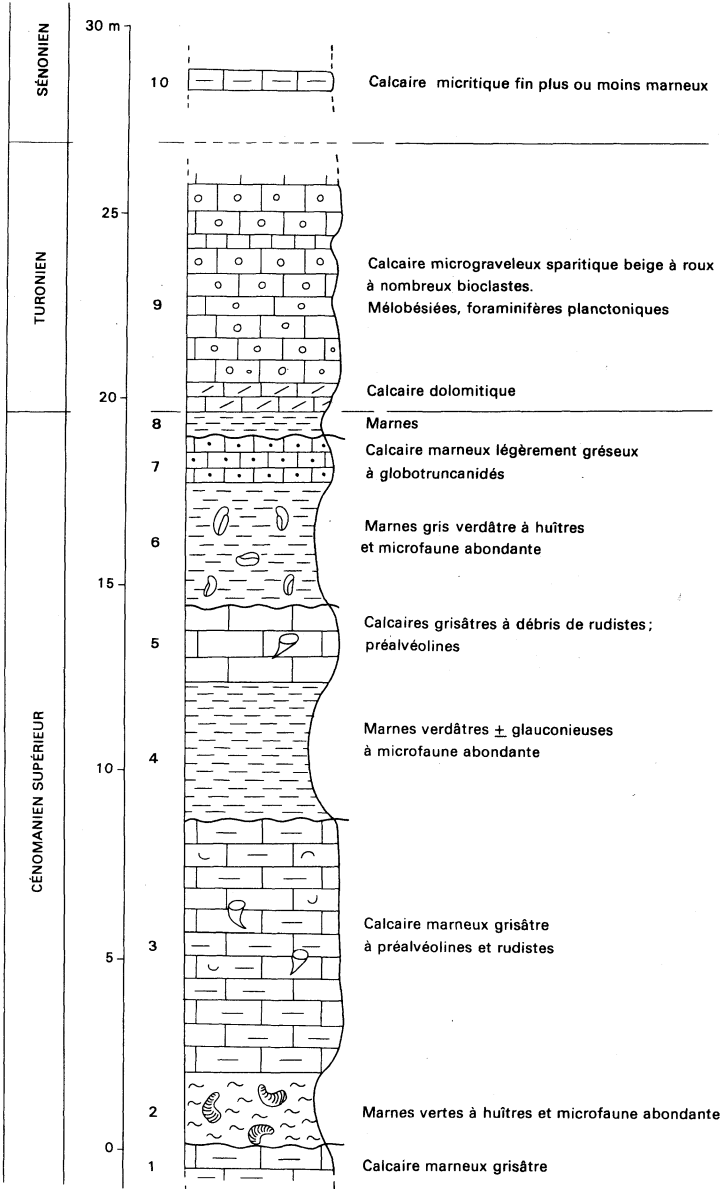 30 m
SÉNONIEN
10
Calcaire micritique fin plus ou moins marneux
25
TURONIEN
Calcaire micrograveleux sparitique beige à roux
à nombreux bioclastes.
9
Mélobésiées, foraminifères planctoniques
Calcaire dolomitique
20
8
Marnes
Calcaire marneux légèrement gréseux
7
à globotruncanidés
Marnes gris verdâtre à huîtres
6
et microfaune abondante
15
Calcaires grisâtres à débris de rudistes;
5
préalvéolines
CÉNOMANIEN SUPÉRIEUR
Marnes verdâtres ± glauconieuses
4
à microfaune abondante
10
Calcaire marneux grisâtre
3
à préalvéolines et rudistes
5
2
Marnes vertes à huîtres et microfaune abondante
0
1
Calcaire marneux grisâtre